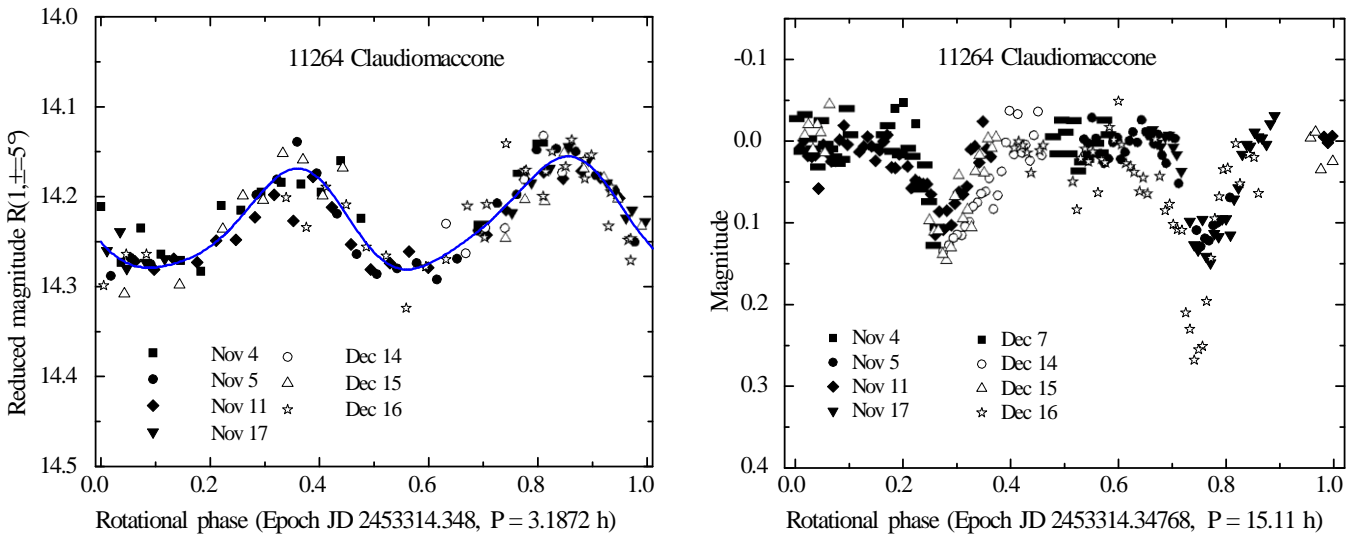 14.0
14.1
14.2
14.3
14.4
14.5
Reduced magnitude R(1,±=5°)
11264 Claudiomaccone
Nov 4
Nov 5
Nov 11
Nov 17
Dec 14
Dec 15
Dec 16
0.0 0.2 0.4 0.6 0.8 1.0
Rotational phase (Epoch JD 2453314.348, P = 3.1872 h)
-0.1
0.0
0.1
0.2
0.3
0.4
Magnitude
11264 Claudiomaccone
Nov 4
Nov 5
Nov 11
Nov 17
Dec 7
Dec 14
Dec 15
Dec 16
0.0 0.2 0.4 0.6 0.8 1.0
Rotational phase (Epoch JD 2453314.34768, P = 15.11 h)